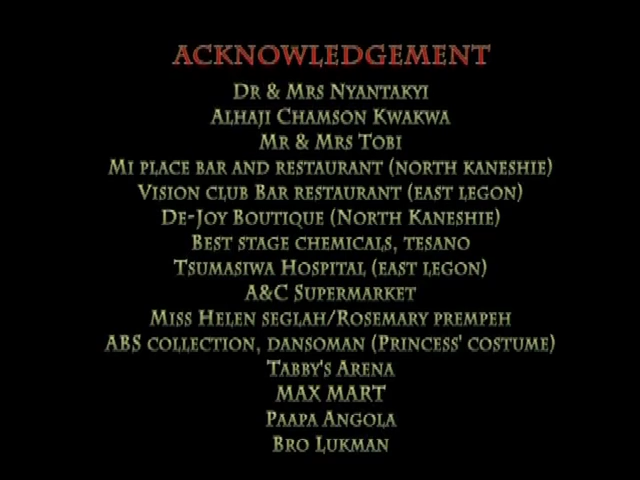 ACKNOWLEDGEMENT
DR & MRS NYANTAKYI
ALHAJI CHAMSON KWAKWA
MR & MRS TOBI
MI PLACE BAR AND RESTAURANT (NORTH KANESHIE)
VISION CLUB BAR RESTAURANT (EAST LEGON)
DE-JOY BOUTIQUE (NORTH KANESHIE)
BEST STAGE CHEMICALS, TESANO
TSUMASIWA HOSPITAL (EAST LEGON)
A&C SUPERMARKET
MISS HELEN SEGLAH/ROSEMARY PREMPEH
ABS COLLECTION, DANSOMAN (PRINCESS' COSTUME)
TABBY'S ARENA
MAX MART
PAAPA ANGOLA
BRO LUKMAN